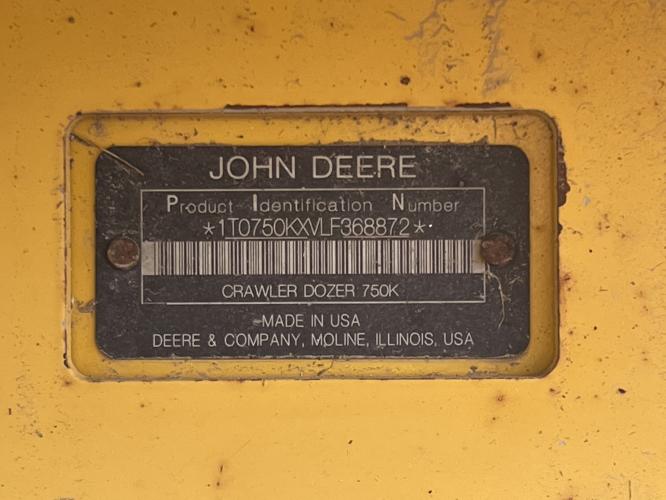 JOHN DEERE
Product Identification Number
*1T0750KXVLF368872*
CRAWLER DOZER 750K
MADE IN USA
DEERE & COMPANY, MOLINE, ILLINOIS, USA